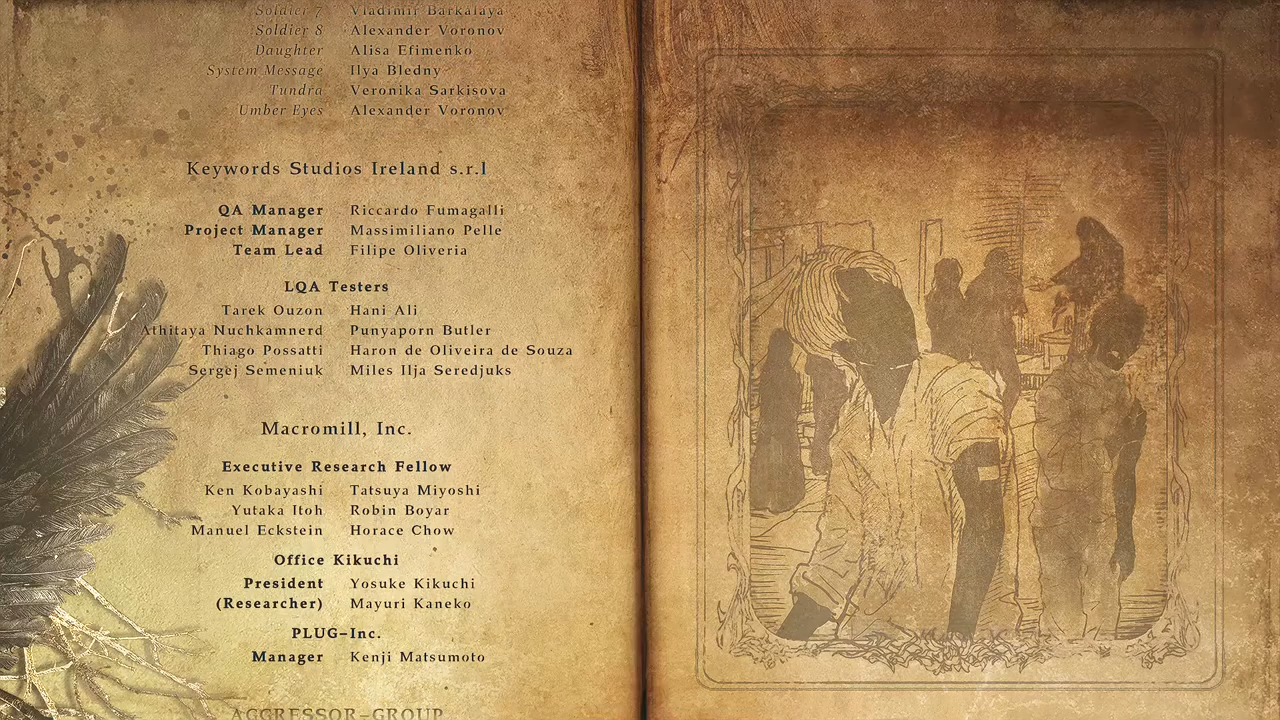 Soldier 7 Vladimir Barkalaya
Soldier 8 Alexander Voronov
Daughter Alisa Efimenko
System Message Ilya Bledny
Tundra Veronika Sarkisova
Umber Eyes Alexander Voronov
Keywords Studios Ireland s.r.l
QA Manager Riccardo Fumagalli
Project Manager Massimiliano Pelle
Team Lead Filipe Oliveria
LQA Testers
Tarek Ouzon Hani Ali
Athitaya Nuchkamnerd Punyaporn Butler
Thiago Possatti Haron de Oliveira de Souza
Sergej Semeniuk Miles Ilja Seredjuks
Macromill, Inc.
Executive Research Fellow
Ken Kobayashi Tatsuya Miyoshi
Yutaka Itoh Robin Boyar
Manuel Eckstein Horace Chow
Office Kikuchi
President Yosuke Kikuchi
(Researcher) Mayuri Kaneko
PLUG-Inc.
Manager Kenji Matsumoto
AGGRESSOR-GROUP